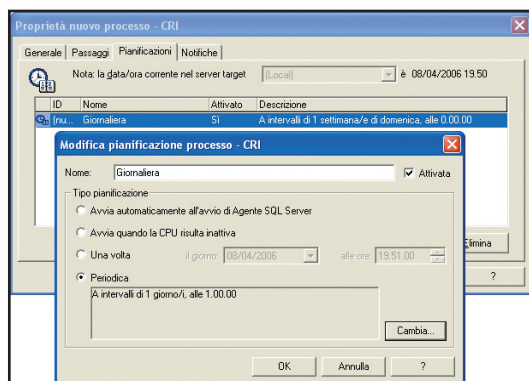 Proprietà nuovo processo - CRI
Generale Passaggi Pianificazioni Notifiche
Nota: la data/ora corrente nel server target (Local) è 08/04/2006 19.50
ID Nome Attivato Descrizione
(nu... Giornaliera Sì A intervalli di 1 settimana/e di domenica, alle 0.00.00
Modifica pianificazione processo - CRI
Nome: Giornaliera Attivata
Tipo pianificazione
Avvia automaticamente all'avvio di Agente SQL Server
Avvia quando la CPU risulta inattiva
Una volta il giorno: 08/04/2006 alle ore: 19.51.00
Elimina
Periodica
?
A intervalli di 1 giorno/i, alle 1.00.00
Cambia...
OK Annulla ?